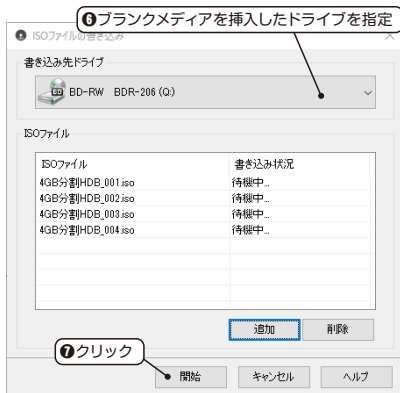 ❻ブランクメディアを挿入したドライブを指定
ISOファイルの書き込み
書き込み先ドライブ
BD-RW BDR-206 (Q:)
ISOファイル
ISOファイル 書き込み状況
4GB分割HDB_001.iso 待機中...
4GB分割HDB_002.iso 待機中...
4GB分割HDB_003.iso 待機中...
4GB分割HDB_004.iso 待機中...
追加 削除
❼クリック
開始 キャンセル ヘルプ